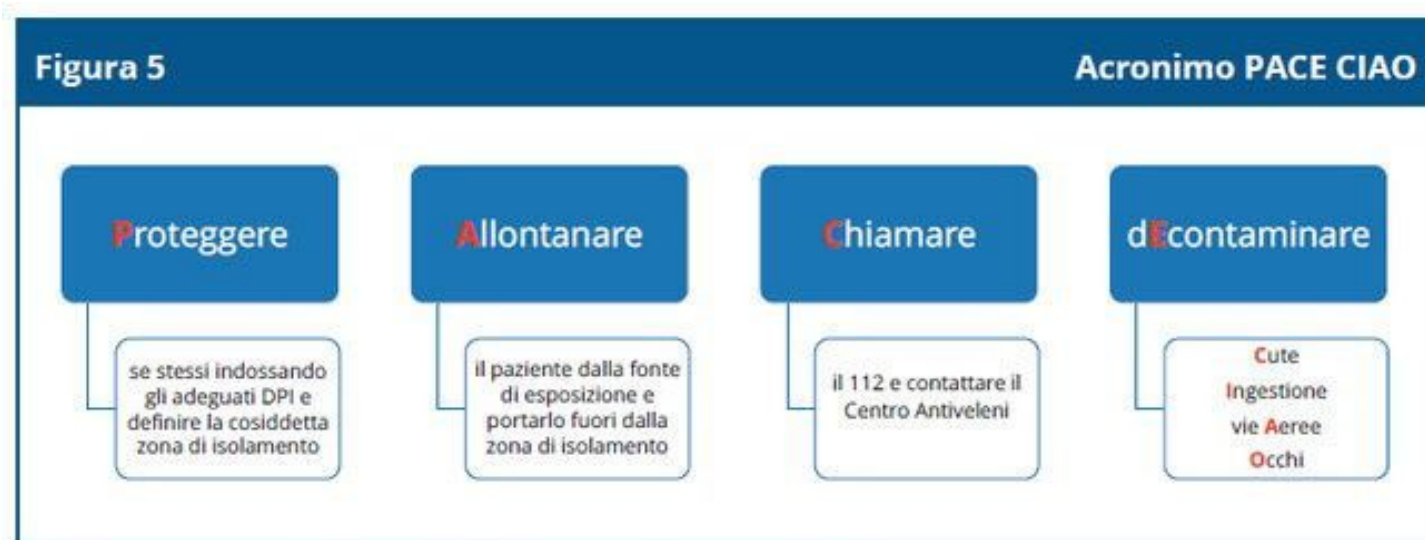 Figura 5
Acronimo PACE CIAO
Proteggere
se stessi indossando
gli adeguati DPI e
definire la cosiddetta
zona di isolamento
Allontanare
il paziente dalla fonte
di esposizione e
portarlo fuori dalla
zona di isolamento
Chiamare
il 112 e contattare il
Centro Antiveleni
dEcontaminare
Cute
Ingestione
vie Aeree
Occhi